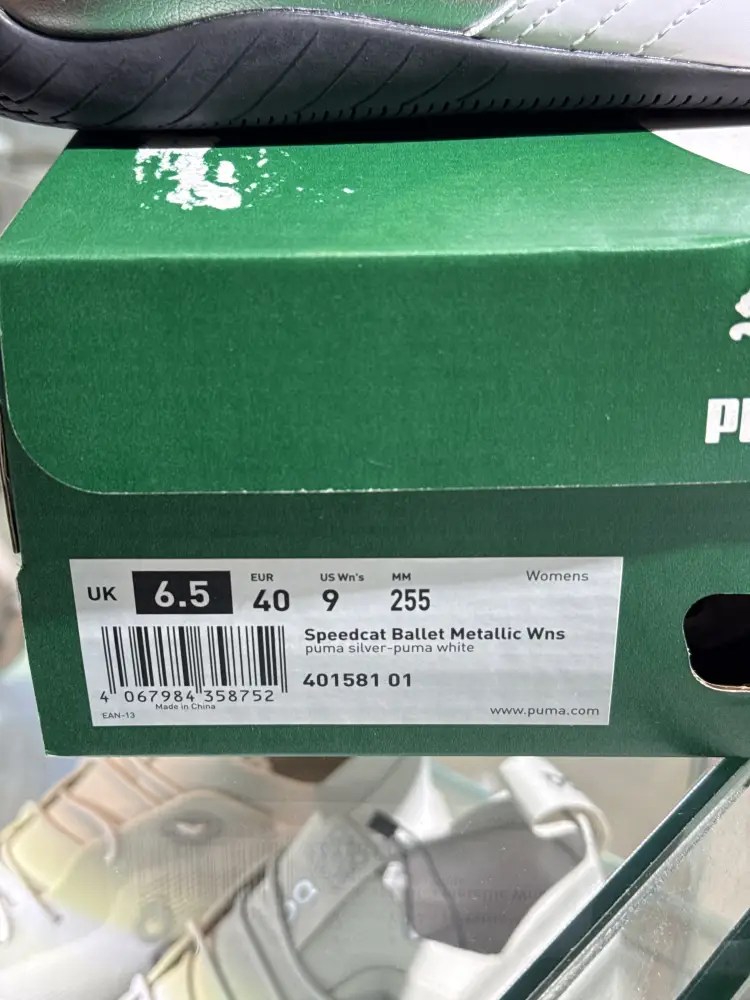 UK 6.5 EUR 40 US Wn's 9 MM 255 Womens
Speedcat Ballet Metallic Wns
puma silver-puma white
401581 01
4 067984 358752
Made in China
EAN-13
www.puma.com